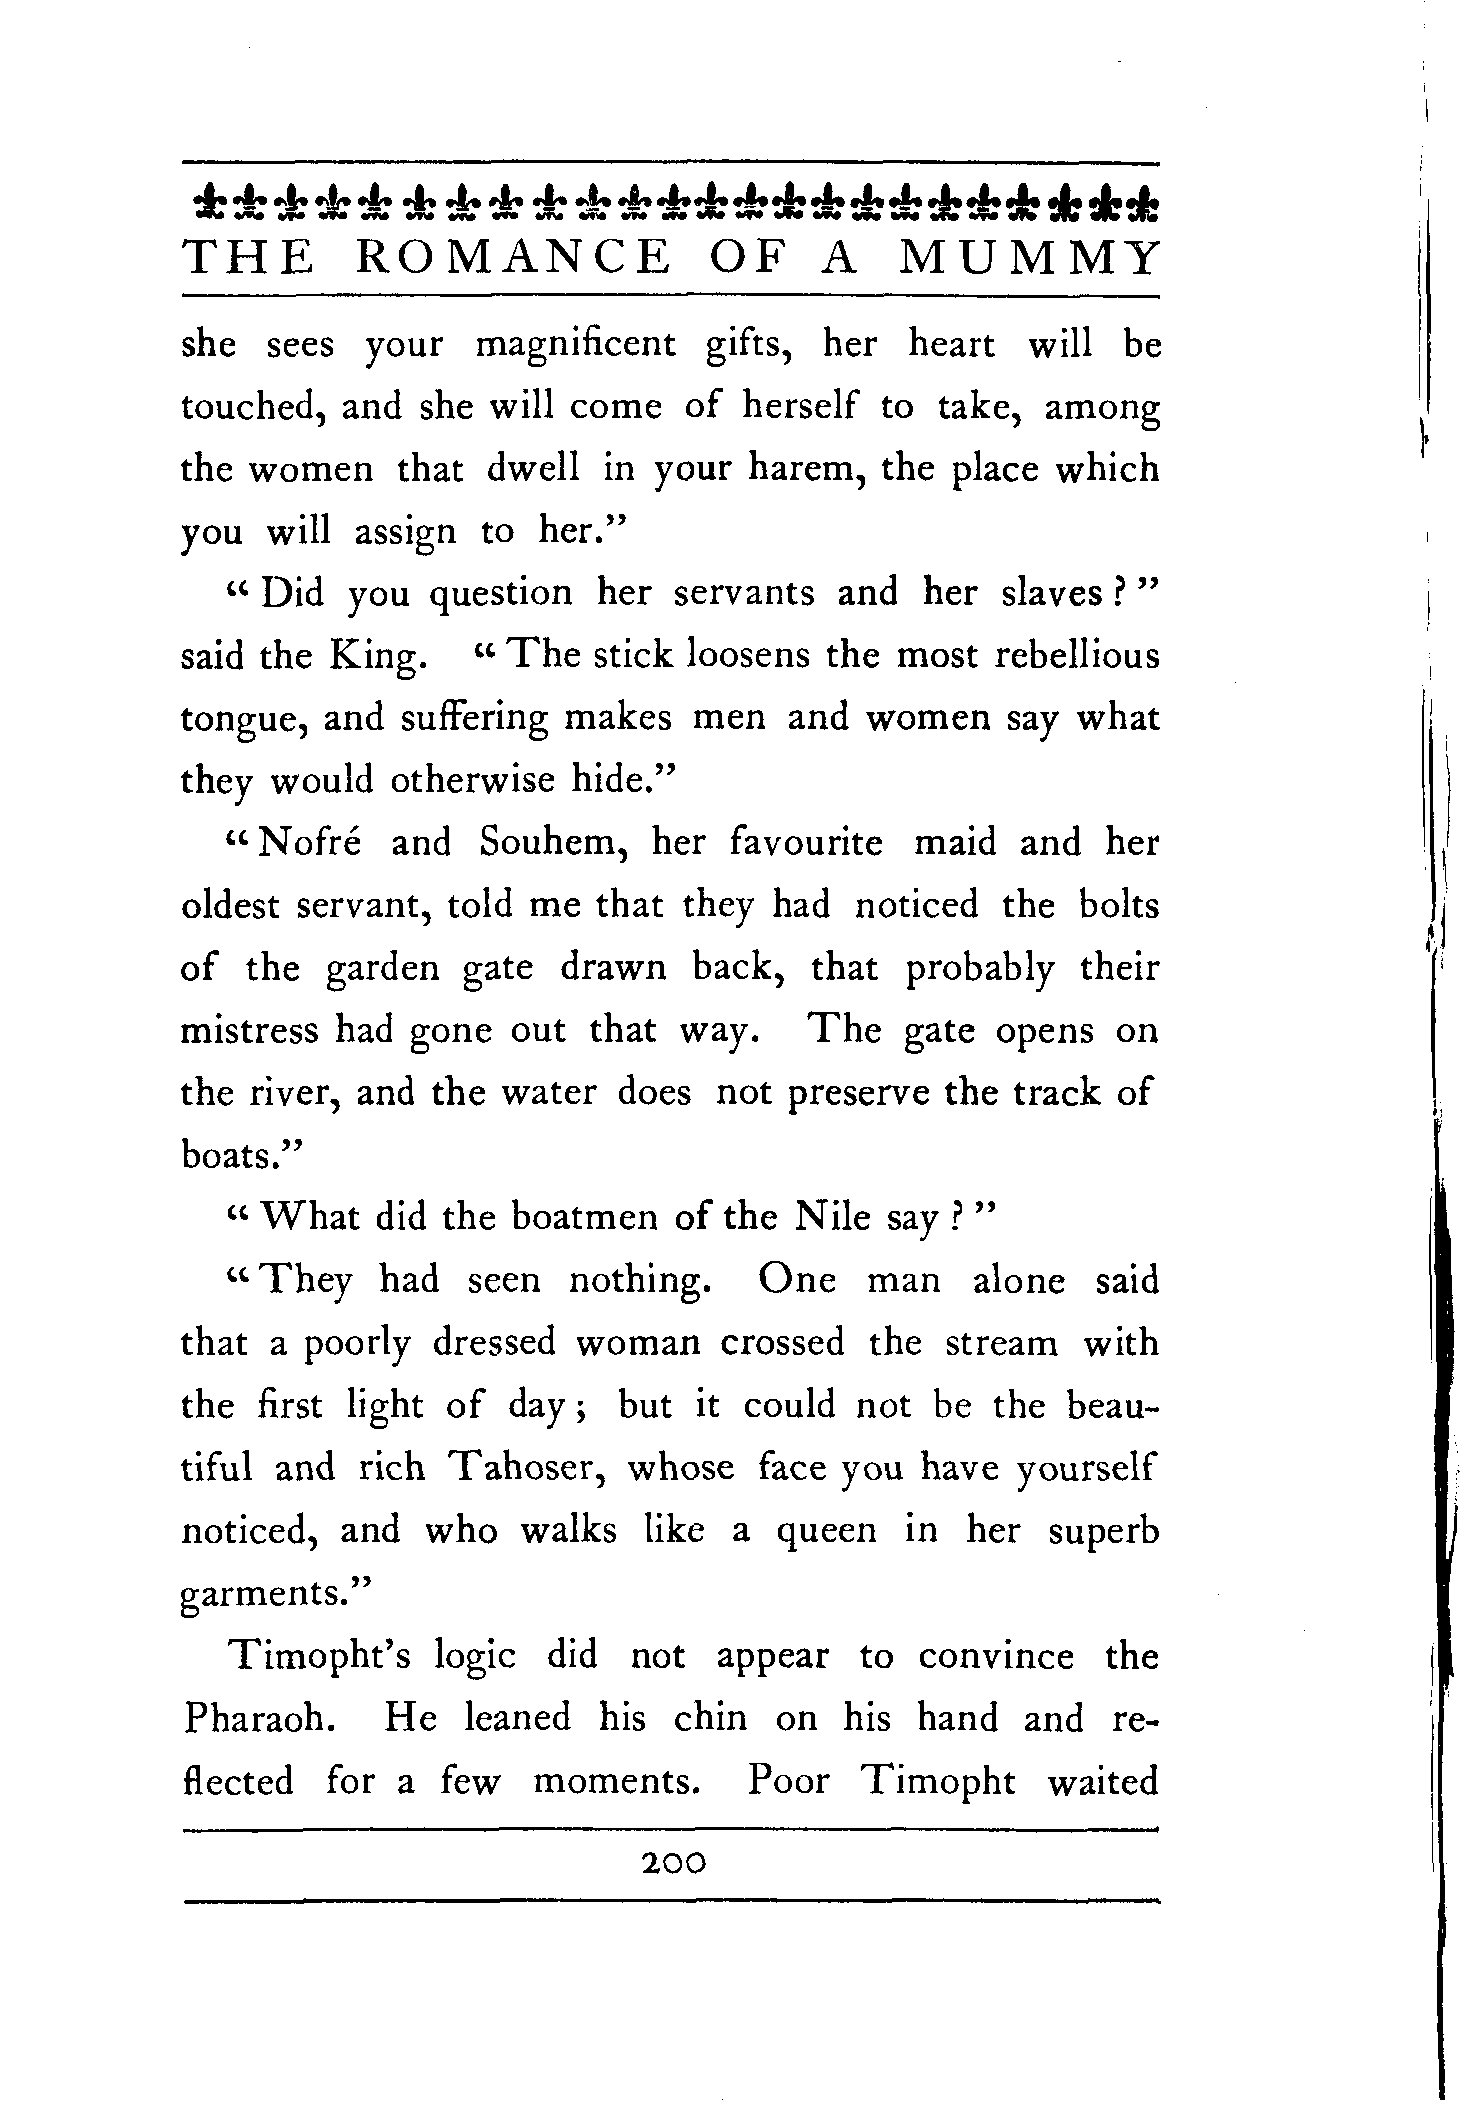 THE ROMANCE OF A MUMMY
she sees your magnificent gifts, her heart will be
touched, and she will come of herself to take, among
the women that dwell in your harem, the place which
you will assign to her.”
“ Did you question her servants and her slaves ? ”
said the King. “ The stick loosens the most rebellious
tongue, and suffering makes men and women say what
they would otherwise hide.”
“ Nofré and Souhem, her favourite maid and her
oldest servant, told me that they had noticed the bolts
of the garden gate drawn back, that probably their
mistress had gone out that way. The gate opens on
the river, and the water does not preserve the track of
boats.”
“ What did the boatmen of the Nile say ? ”
“ They had seen nothing. One man alone said
that a poorly dressed woman crossed the stream with
the first light of day ; but it could not be the beau-
tiful and rich Tahoser, whose face you have yourself
noticed, and who walks like a queen in her superb
garments.”
Timopht’s logic did not appear to convince the
Pharaoh. He leaned his chin on his hand and re-
flected for a few moments. Poor Timopht waited
200